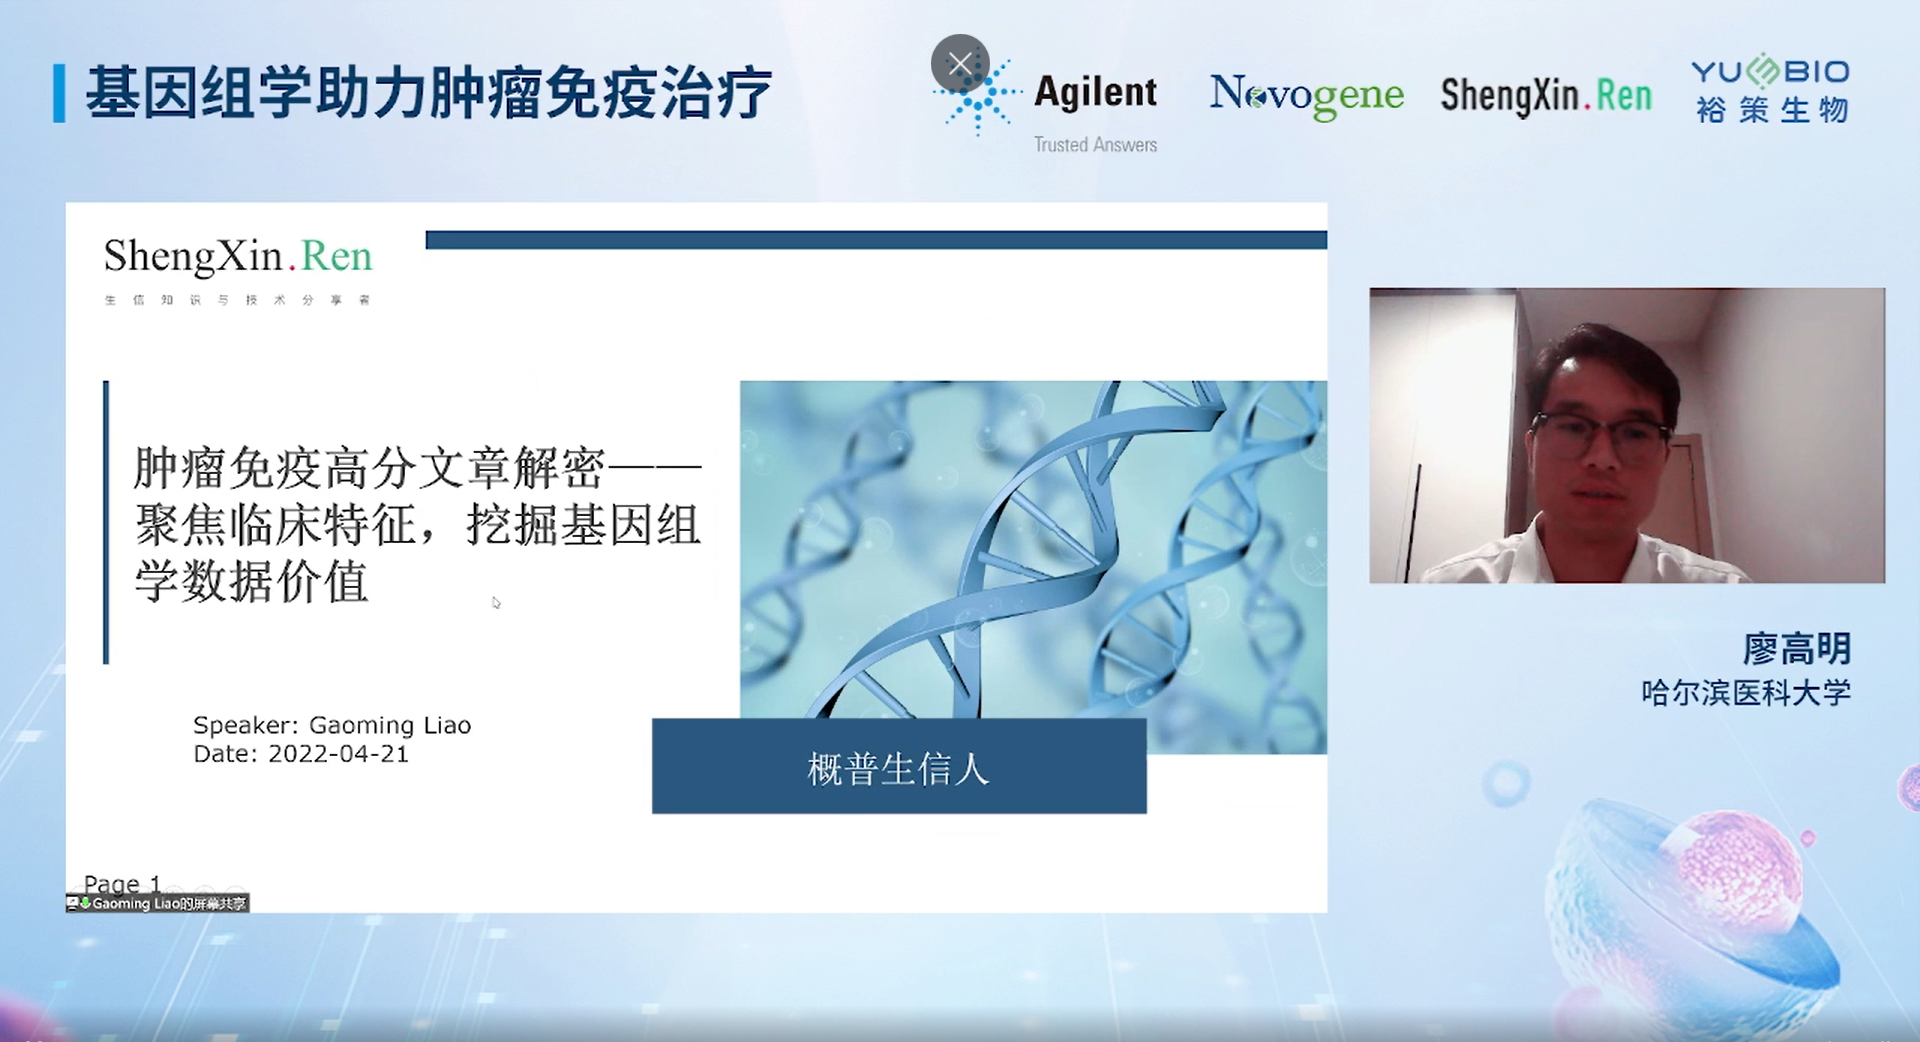 基因组学助力肿瘤免疫治疗
Agilent
Trusted Answers
Novogene
ShengXin.Ren
YUCEBIO
裕策生物
ShengXin.Ren
生信知识与技术分享者
肿瘤免疫高分文章解密——
聚焦临床特征，挖掘基因组
学数据价值
Speaker: Gaoming Liao
Date: 2022-04-21
概普生信人
Page 1
Gaoming Liao的屏幕共享
廖高明
哈尔滨医科大学